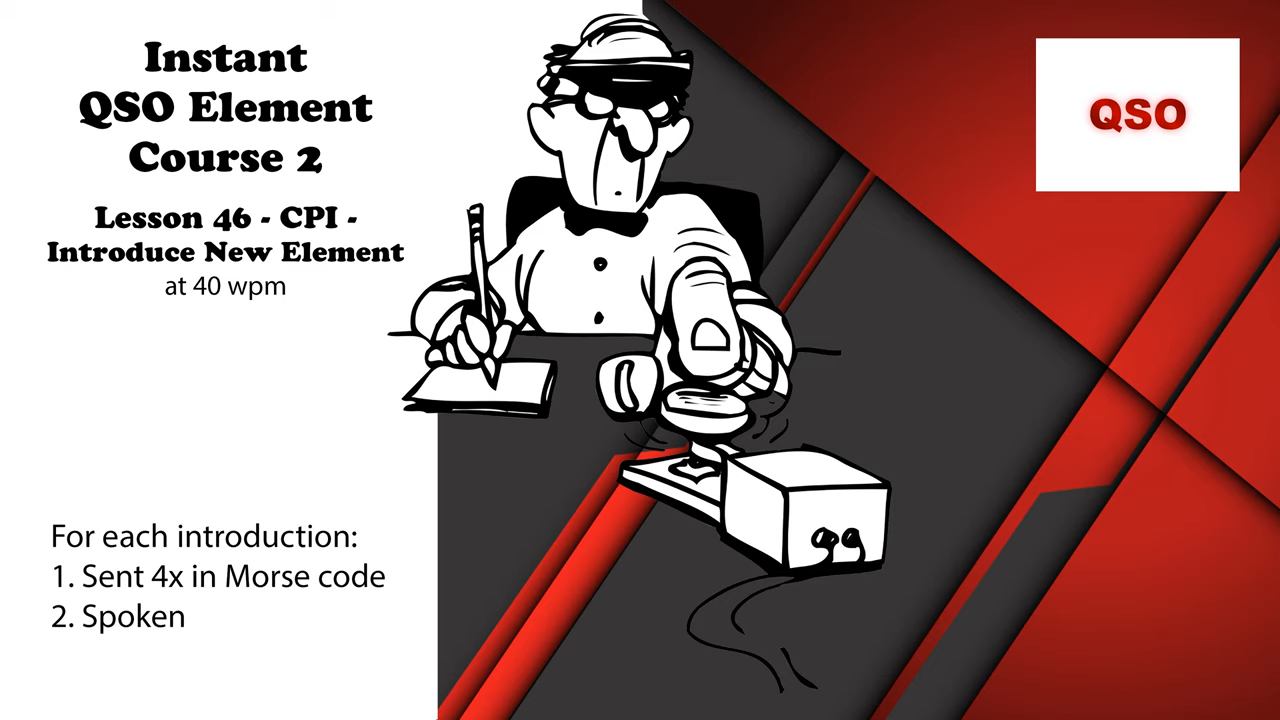 Instant
QSO Element
Course 2
Lesson 46 - CPI -
Introduce New Element
at 40 wpm
QSO
For each introduction:
1. Sent 4x in Morse code
2. Spoken